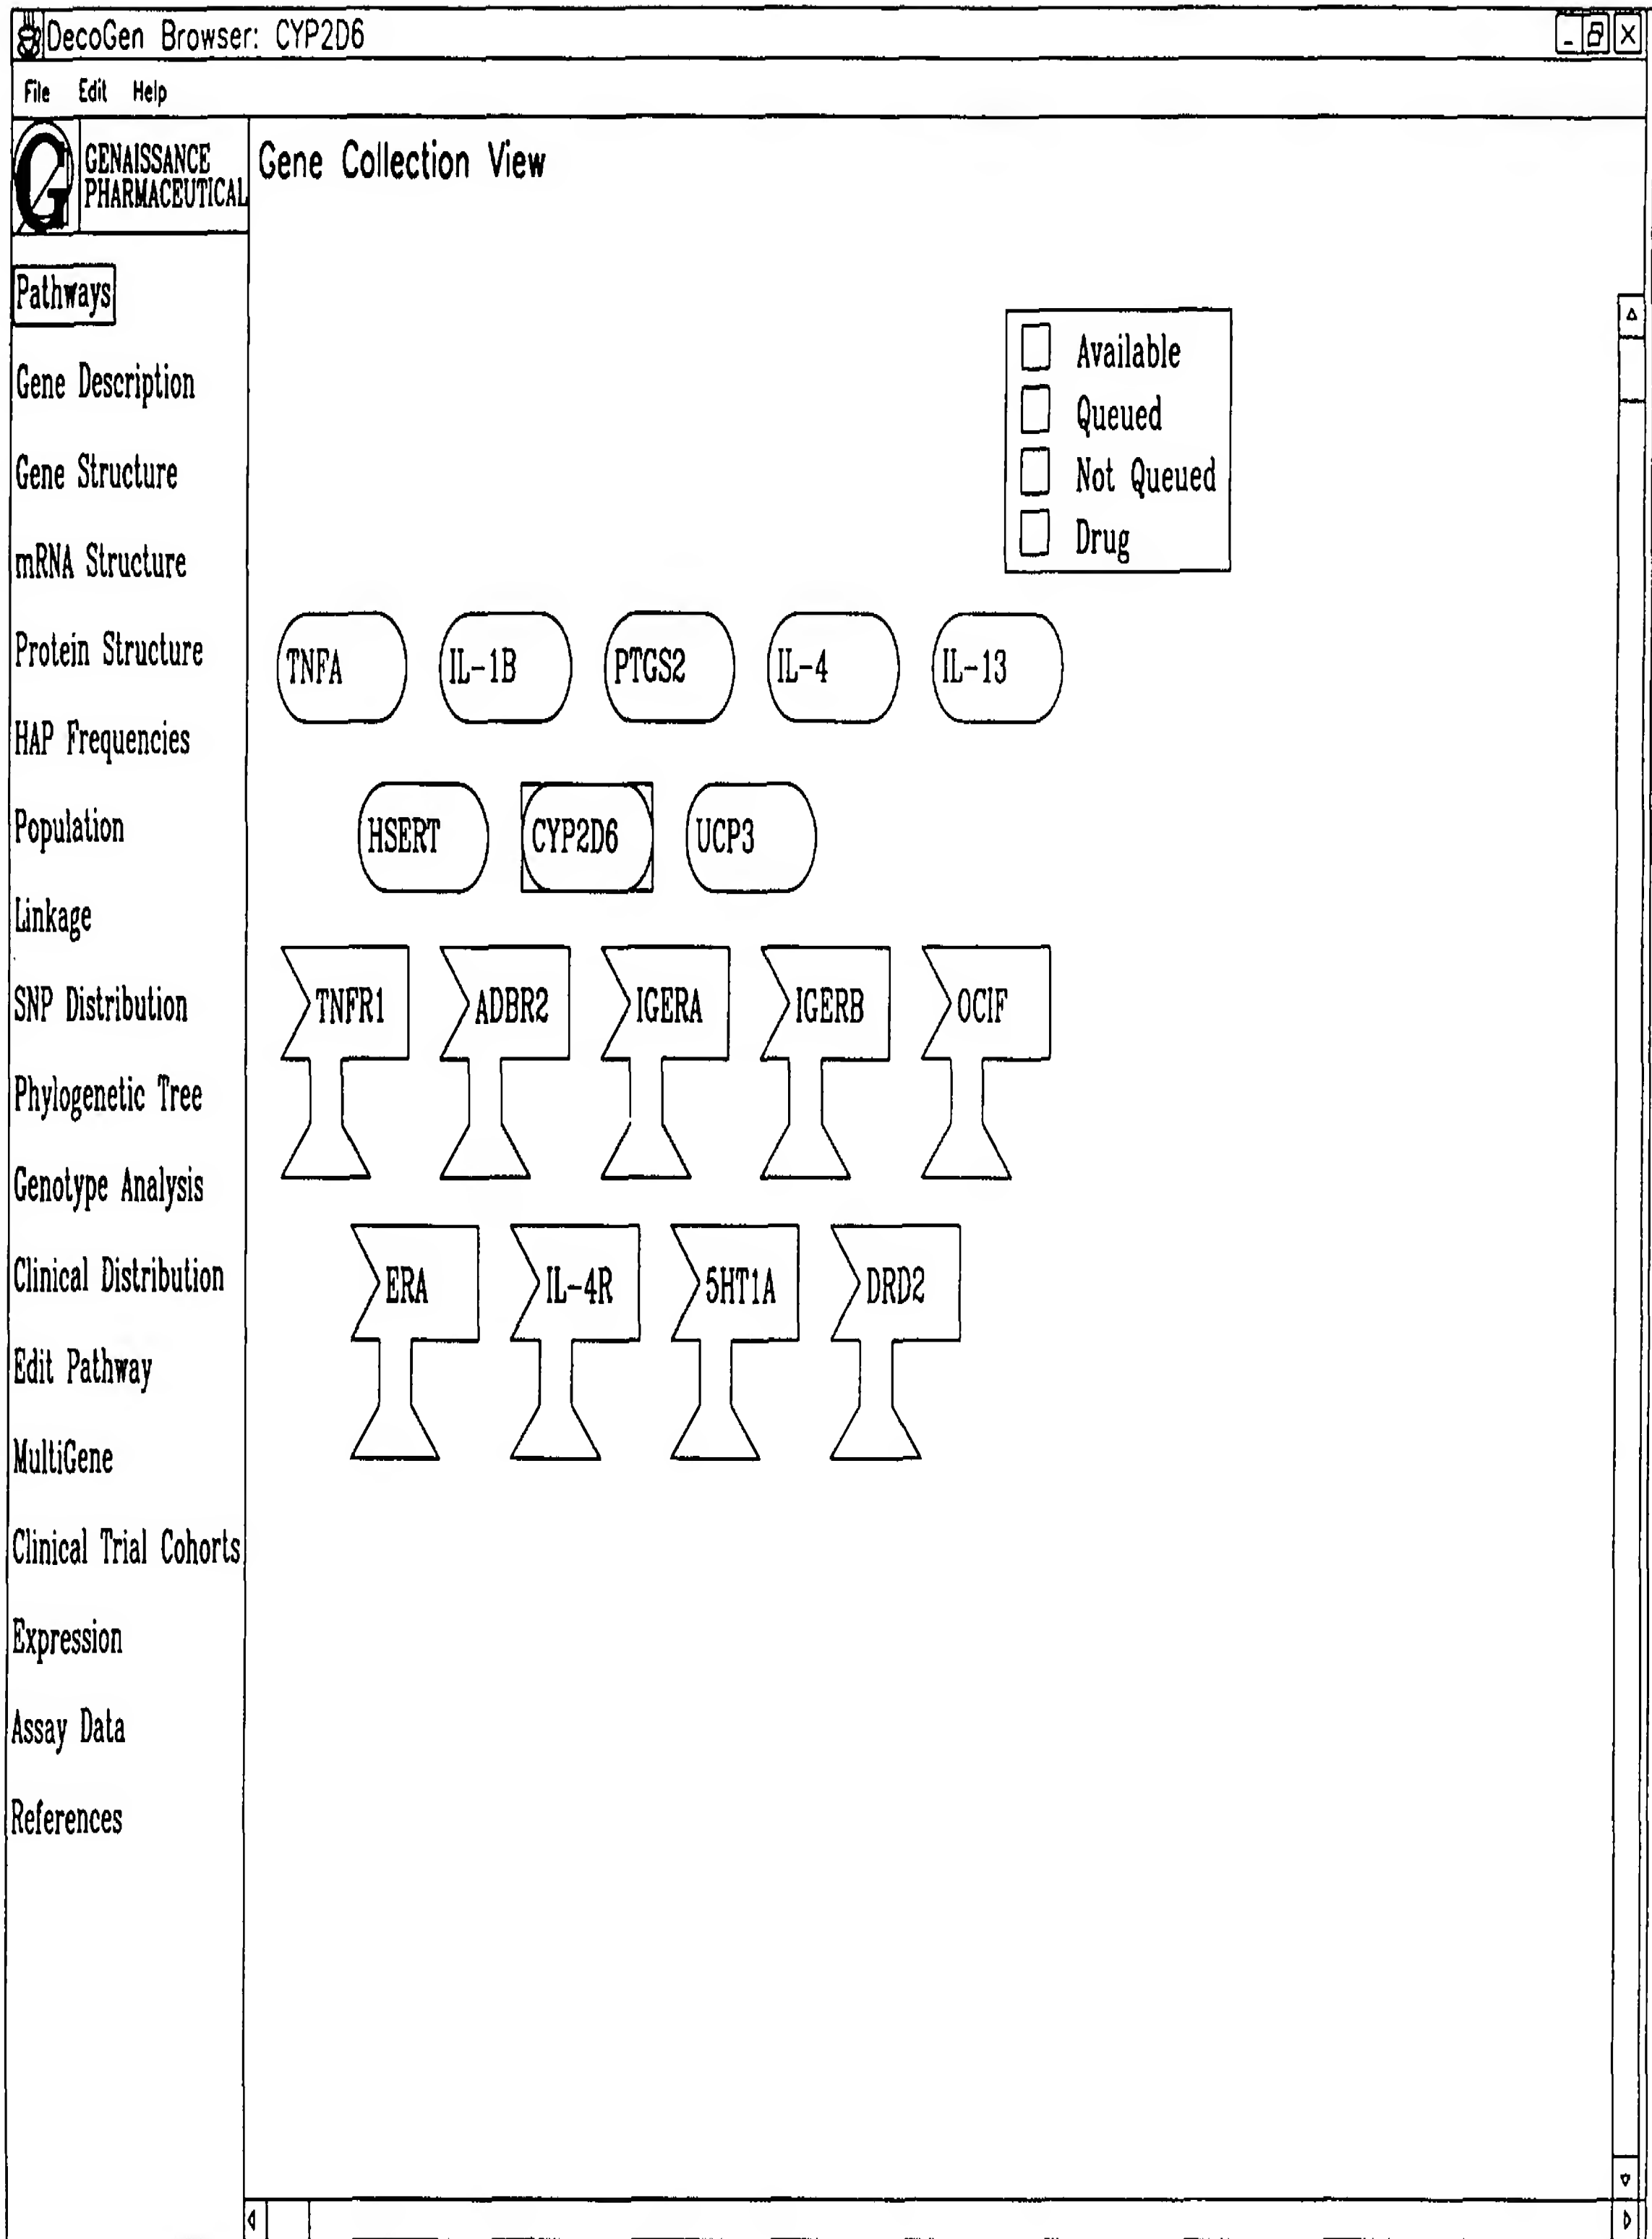 DecoGen Browser: CYP2D6
File Edit Help
G
GENAISSANCE
PHARMACEUTICAL
Gene Collection View
Pathways
Gene Description
Gene Structure
mRNA Structure
Protein Structure
HAP Frequencies
Population
Linkage
SNP Distribution
Phylogenetic Tree
Genotype Analysis
Clinical Distribution
Edit Pathway
MultiGene
Clinical Trial Cohorts
Expression
Assay Data
References
Available
Queued
Not Queued
Drug
TNFA IL-1B PTGS2 IL-4 IL-13
HSERT CYP2D6 UCP3
TNFR1 ADBR2 IGERA IGERB OCIF
ERA IL-4R 5HT1A DRD2